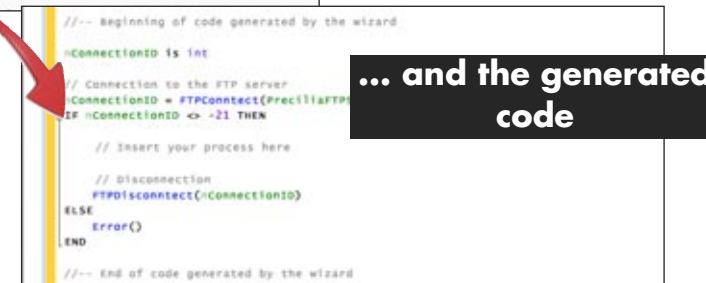 //-- Beginning of code generated by the wizard
nConnectionID is int
// Connection to the FTP server
nConnectionID = FTPConntect(PreciliaFTPS
IF nConnectionID <> -21 THEN
// Insert your process here
// Disconnection
FTPDisconntect(nConnectionID)
ELSE
Error()
END
//-- End of code generated by the wizard
... and the generated
code